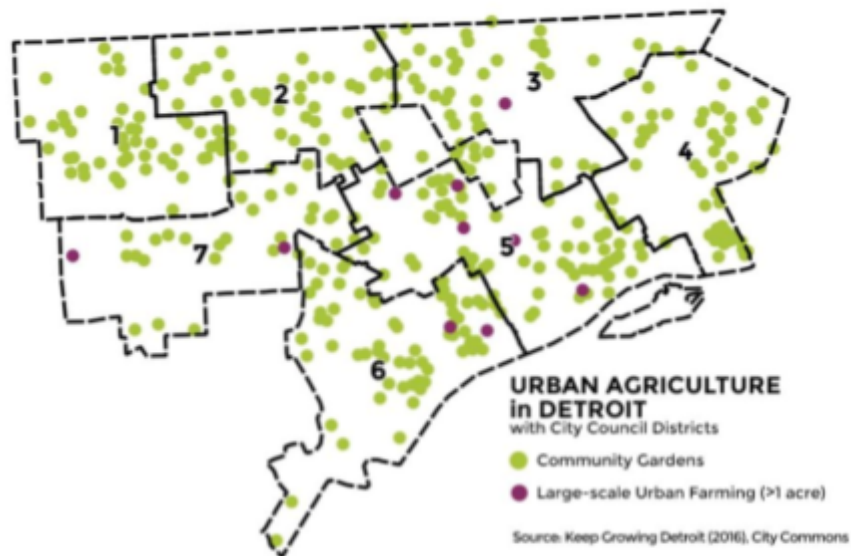 3
2
1
4
7
5
6
URBAN AGRICULTURE
in DETROIT
with City Council Districts
Community Gardens
Large-scale Urban Farming (>1 acre)
Source: Keep Growing Detroit (2016), City Commons